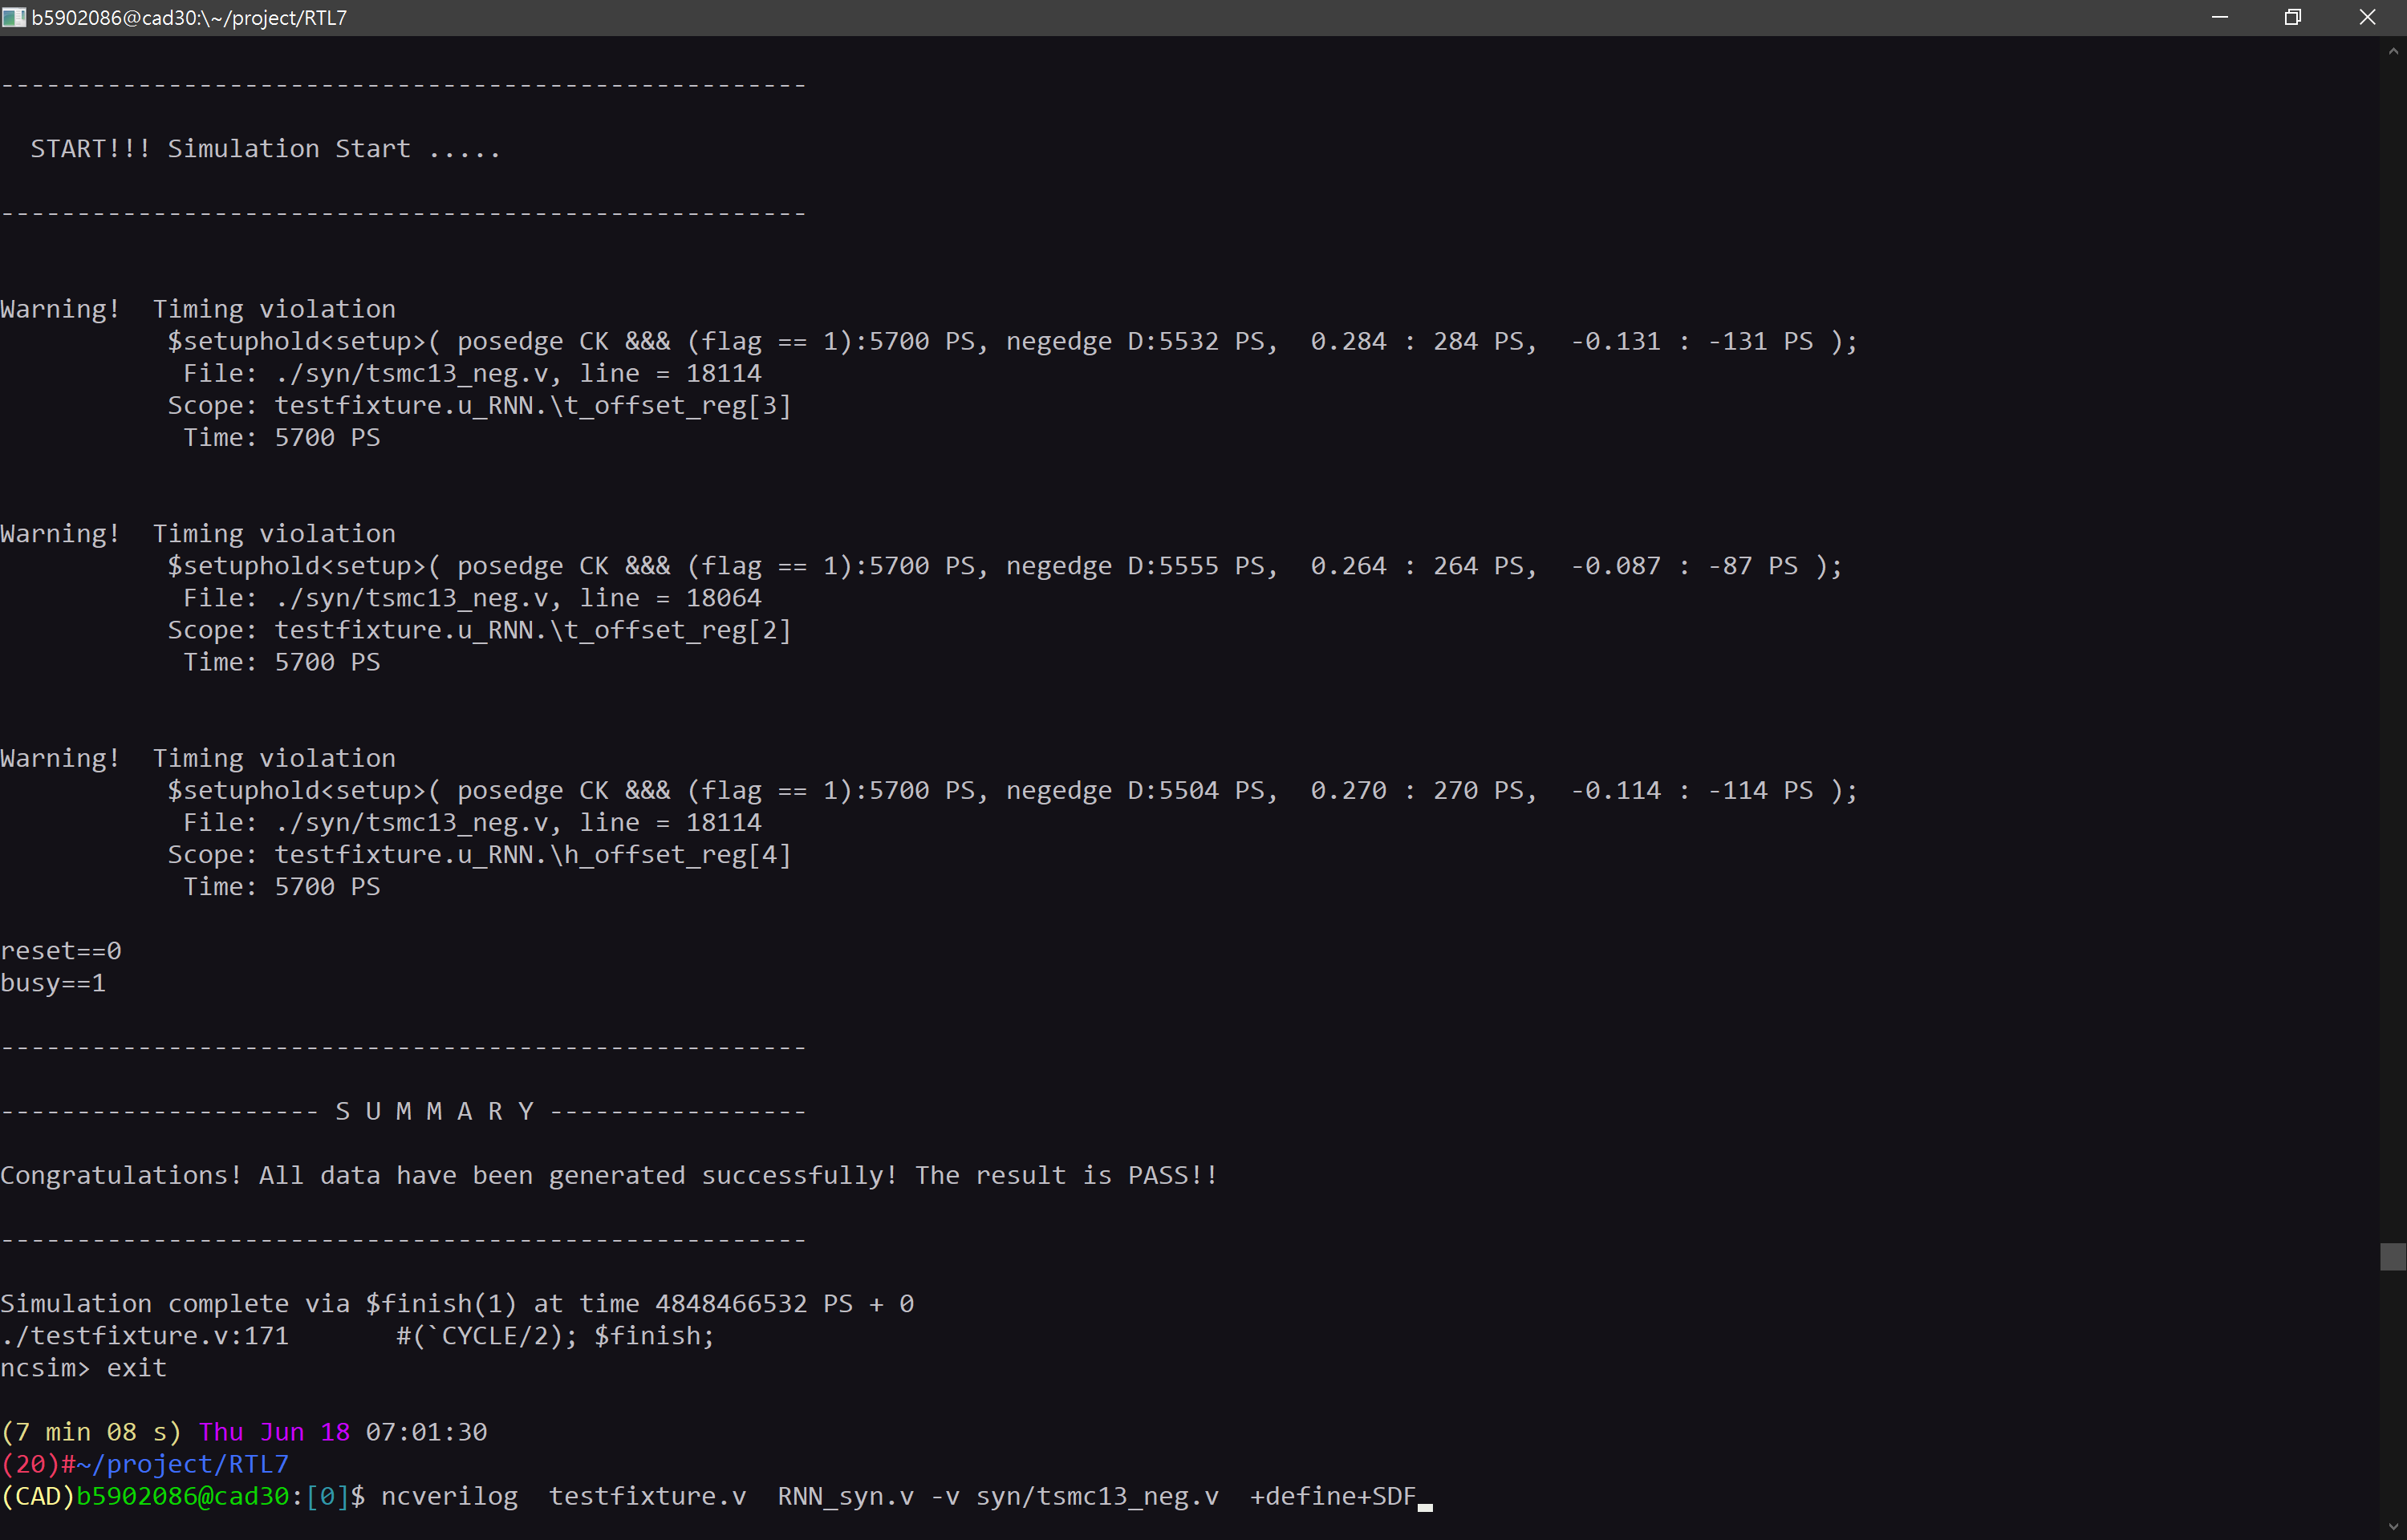 b5902086@cad30:\~/project/RTL7
-----------------------------------------------------
START!!! Simulation Start .....
-----------------------------------------------------
Warning!  Timing violation
$setuphold<setup>( posedge CK &&& (flag == 1):5700 PS, negedge D:5532 PS,  0.284 : 284 PS,  -0.131 : -131 PS );
File: ./syn/tsmc13_neg.v, line = 18114
Scope: testfixture.u_RNN.\t_offset_reg[3]
Time: 5700 PS
Warning!  Timing violation
$setuphold<setup>( posedge CK &&& (flag == 1):5700 PS, negedge D:5555 PS,  0.264 : 264 PS,  -0.087 : -87 PS );
File: ./syn/tsmc13_neg.v, line = 18064
Scope: testfixture.u_RNN.\t_offset_reg[2]
Time: 5700 PS
Warning!  Timing violation
$setuphold<setup>( posedge CK &&& (flag == 1):5700 PS, negedge D:5504 PS,  0.270 : 270 PS,  -0.114 : -114 PS );
File: ./syn/tsmc13_neg.v, line = 18114
Scope: testfixture.u_RNN.\h_offset_reg[4]
Time: 5700 PS
reset==0
busy==1
-----------------------------------------------------
--------------------- S U M M A R Y -----------------
Congratulations! All data have been generated successfully! The result is PASS!!
-----------------------------------------------------
Simulation complete via $finish(1) at time 4848466532 PS + 0
./testfixture.v:171       #(`CYCLE/2); $finish;
ncsim> exit
(7 min 08 s) Thu Jun 18 07:01:30
(20)#~/project/RTL7
(CAD)b5902086@cad30:[0]$ ncverilog  testfixture.v  RNN_syn.v -v syn/tsmc13_neg.v  +define+SDF